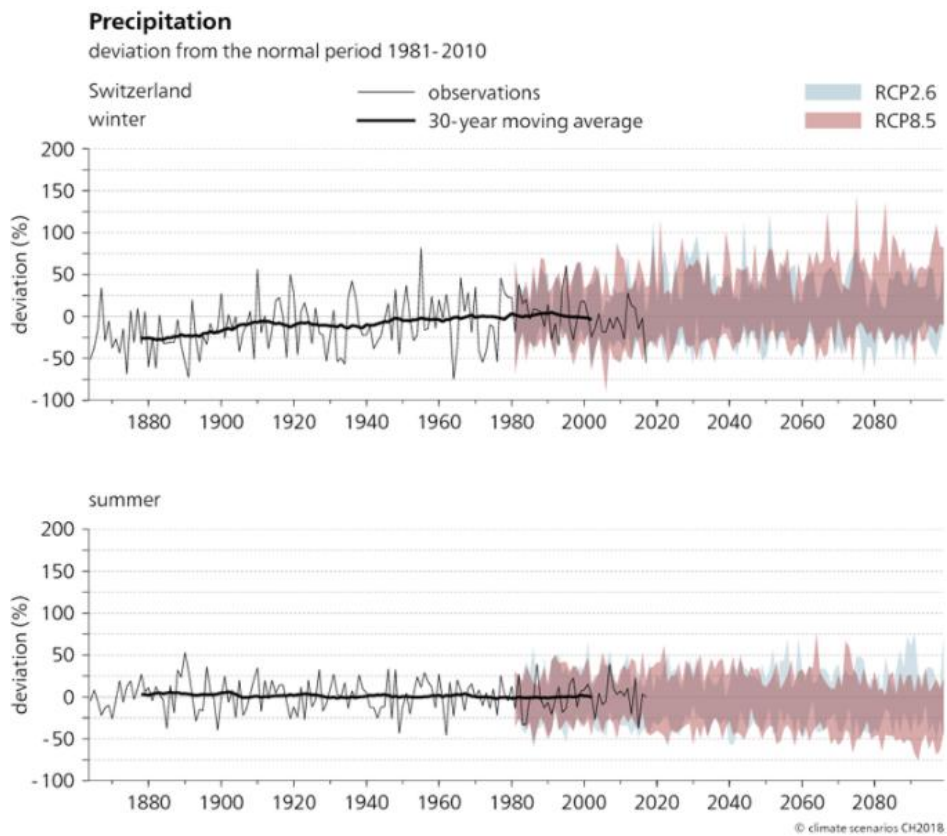 Precipitation
deviation from the normal period 1981-2010
Switzerland observations RCP2.6
winter 30-year moving average RCP8.5
200
150
100
50
0
-50
-100
deviation (%)
1880 1900 1920 1940 1960 1980 2000 2020 2040 2060 2080
summer
200
150
100
50
0
-50
-100
deviation (%)
1880 1900 1920 1940 1960 1980 2000 2020 2040 2060 2080
© climate scenarios CH2018